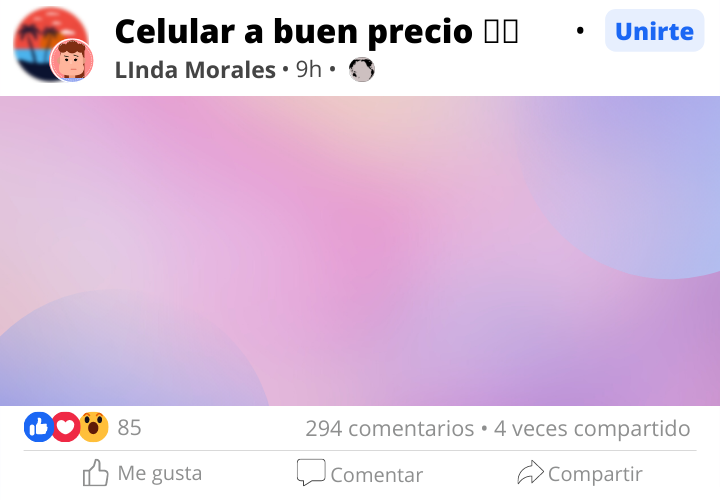 Celular a buen precio
• Unirte
LInda Morales • 9h •
85
294 comentarios • 4 veces compartido
Me gusta
Comentar
Compartir